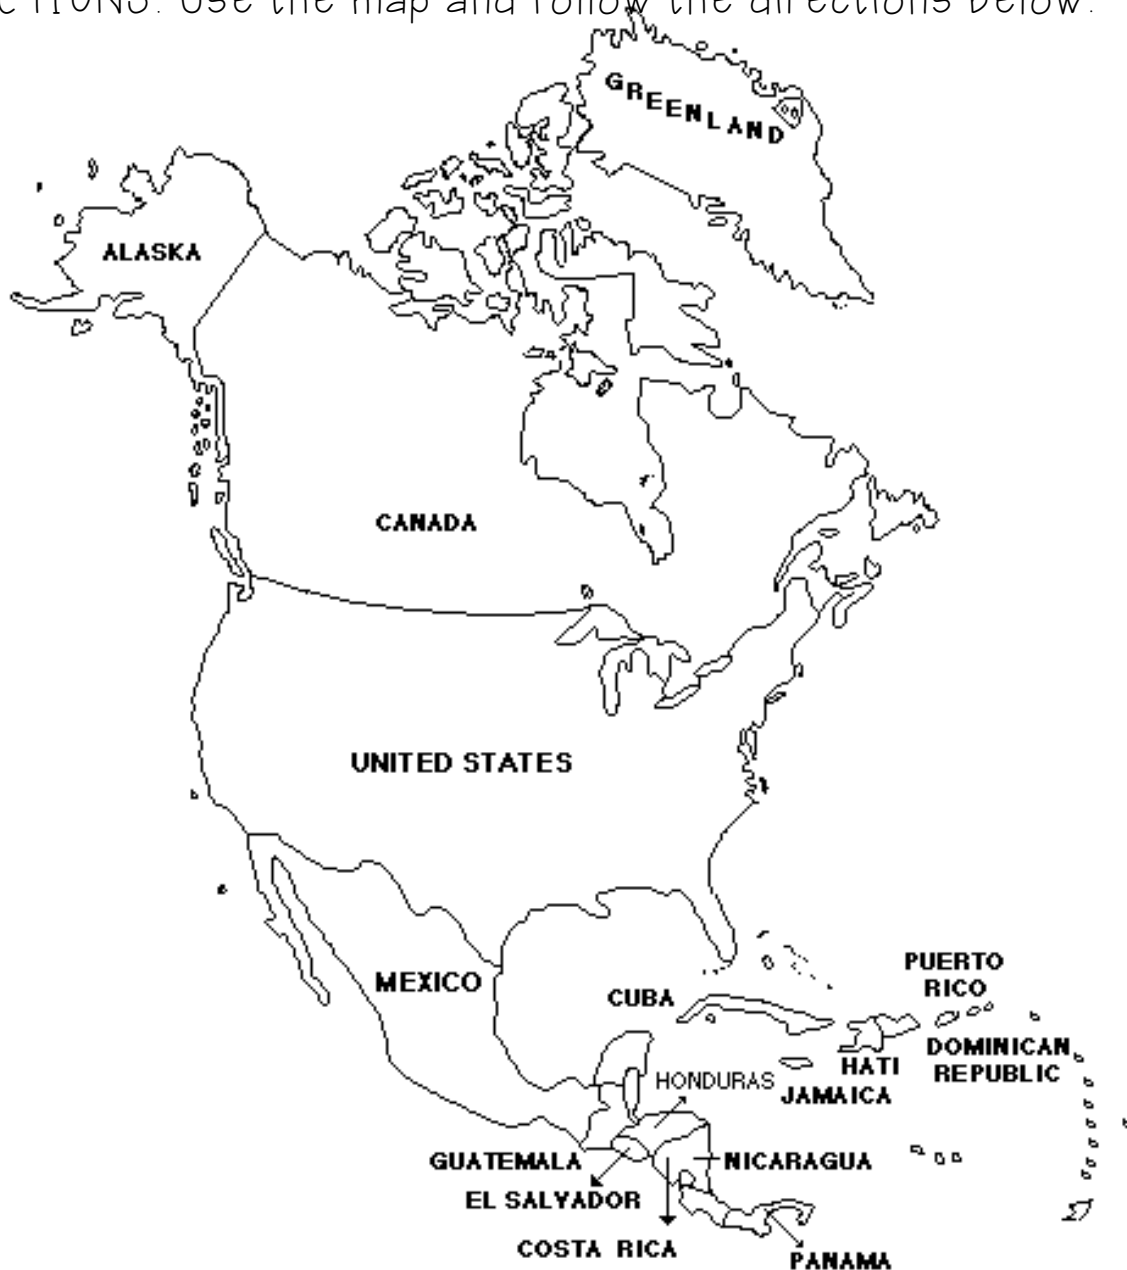 CTIONS: Use the map and follow the directions below.
GREENLAND
ALASKA
CANADA
UNITED STATES
MEXICO
CUBA
PUERTO
RICO
DOMINICAN
REPUBLIC
HATI
JAMAICA
HONDURAS
GUATEMALA
NICARAGUA
EL SALVADOR
COSTA RICA
PANAMA